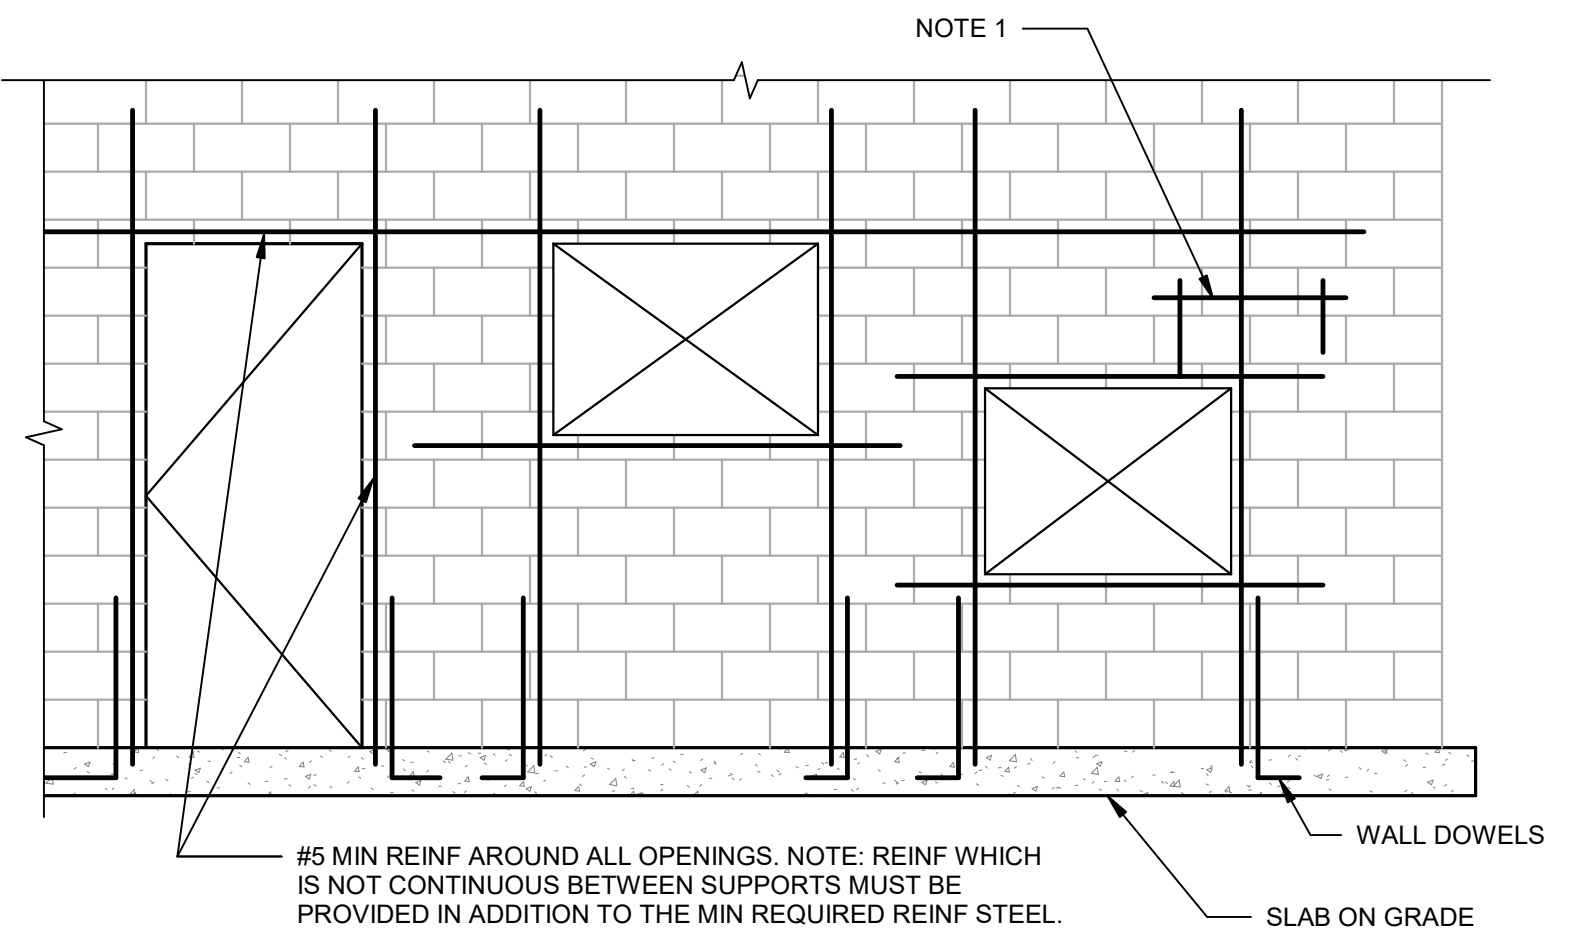 NOTE 1
WALL DOWELS
#5 MIN REINF AROUND ALL OPENINGS. NOTE: REINF WHICH
IS NOT CONTINUOUS BETWEEN SUPPORTS MUST BE
PROVIDED IN ADDITION TO THE MIN REQUIRED REINF STEEL.
SLAB ON GRADE